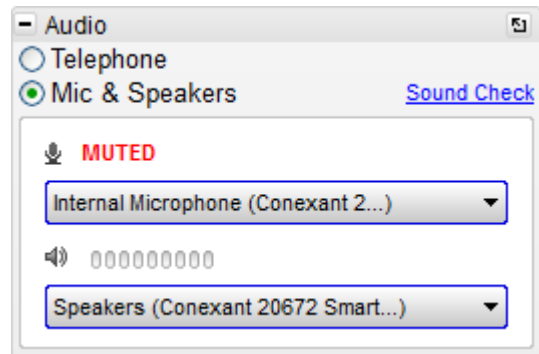 Audio
Telephone
Mic & Speakers Sound Check
MUTED
Internal Microphone (Conexant 2...)
Speakers (Conexant 20672 Smart...)